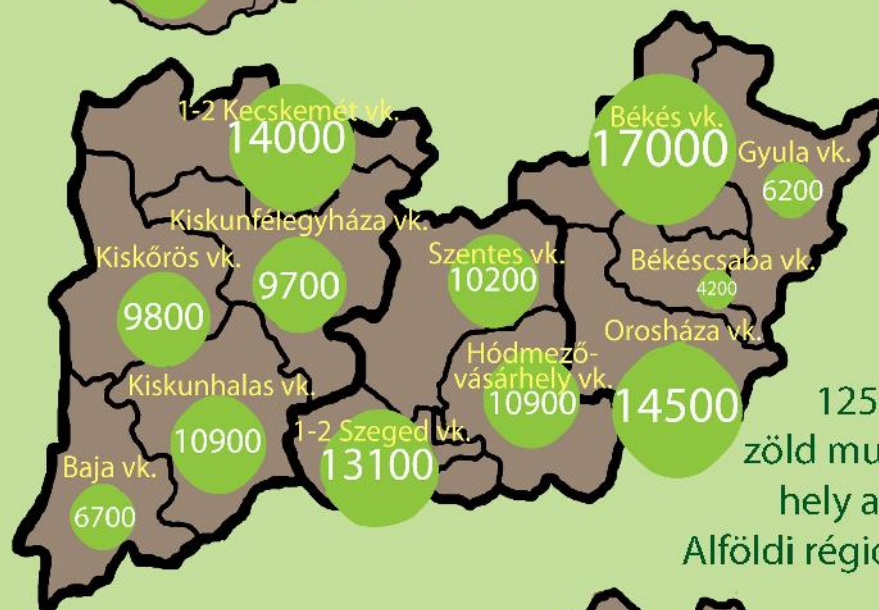 1-2 Kecskemét vk.
14000
Békés vk.
17000
Gyula vk.
6200
Kiskunfélegyháza vk.
9700
Kiskőrös vk.
9800
Szentes vk.
10200
Békéscsaba vk.
4200
Orosháza vk.
14500
Hódmező-
vásárhely vk.
10900
Kiskunhalas vk.
10900
1-2 Szeged vk.
13100
Baja vk.
6700
125
zöld mu
hely a
Alföldi régió